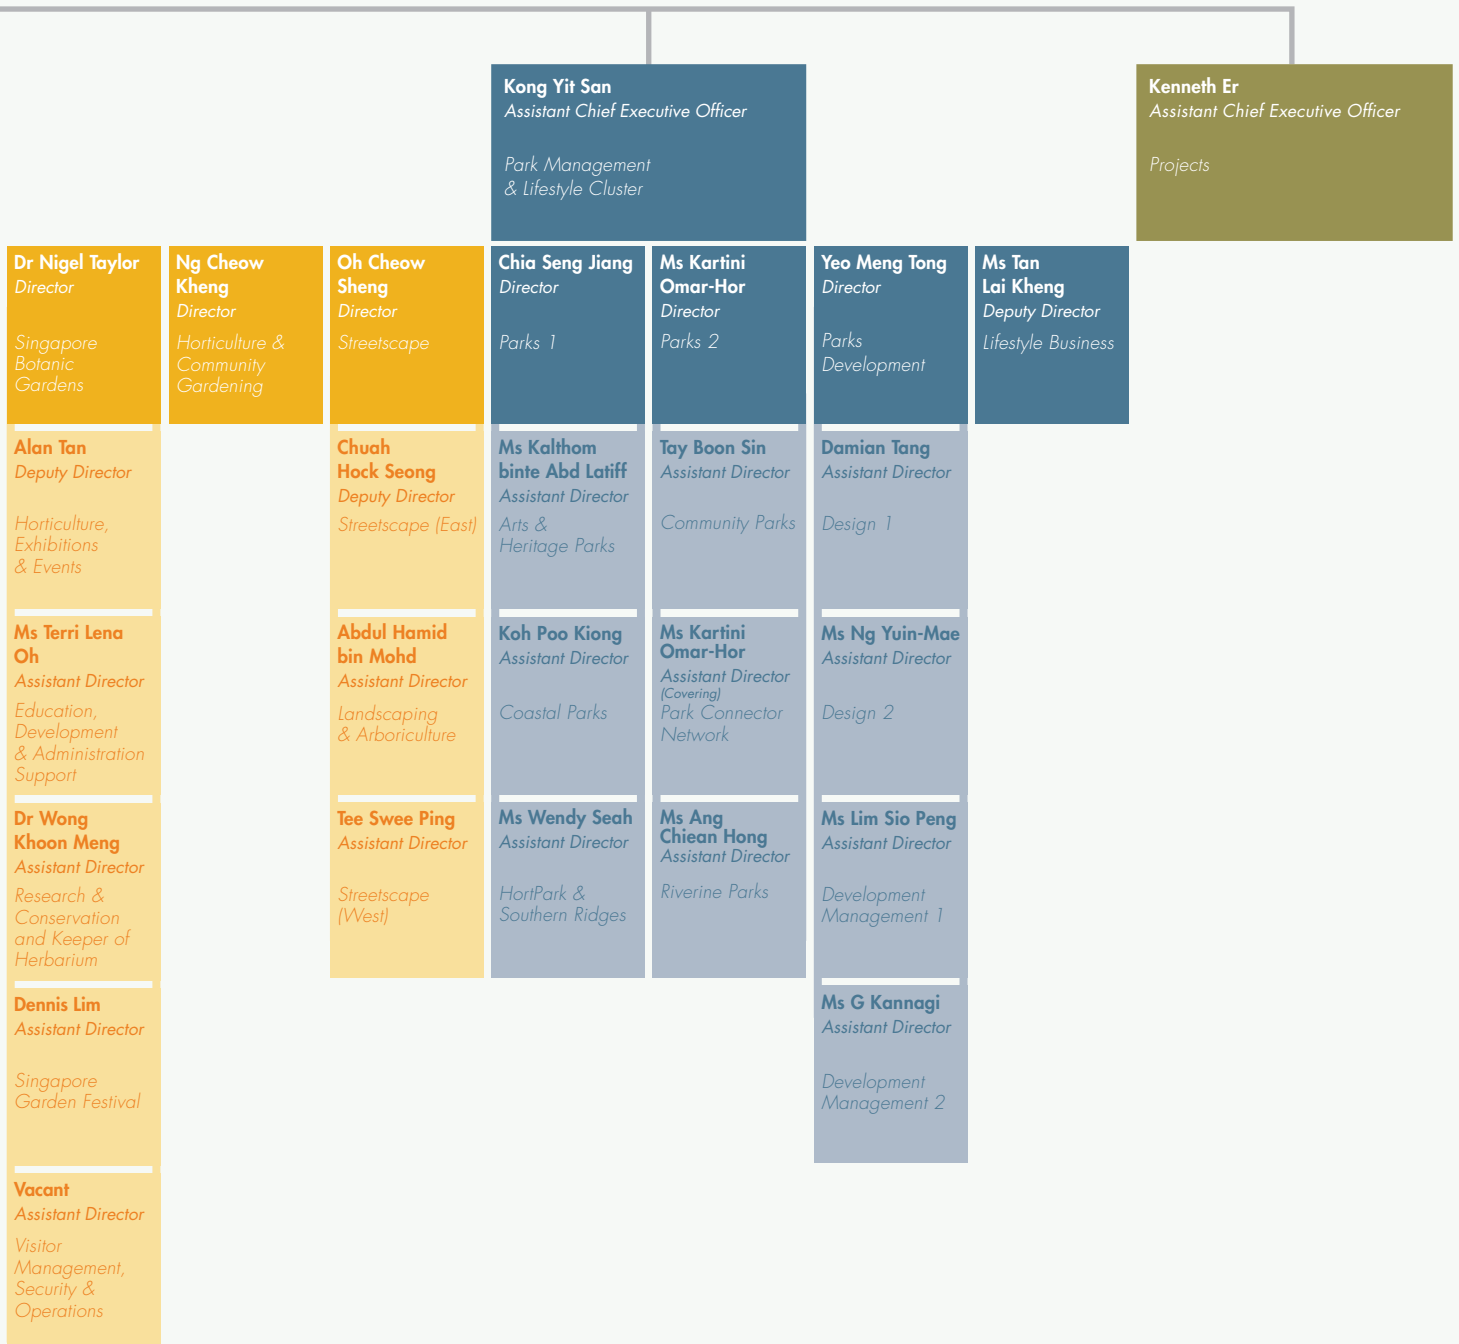 Kong Yit San
Assistant Chief Executive Officer
Park Management
& Lifestyle Cluster
Kenneth Er
Assistant Chief Executive Officer
Projects
Dr Nigel Taylor
Director
Singapore
Botanic
Gardens
Alan Tan
Deputy Director
Horticulture,
Exhibitions
& Events
Ms Terri Lena
Oh
Assistant Director
Education,
Development
& Administration
Support
Dr Wong
Khoon Meng
Assistant Director
Research &
Conservation
and Keeper of
Herbarium
Dennis Lim
Assistant Director
Singapore
Garden Festival
Vacant
Assistant Director
Visitor
Management,
Security &
Operations
Ng Cheow
Kheng
Director
Horticulture &
Community
Gardening
Oh Cheow
Sheng
Director
Streetscape
Chuah
Hock Seong
Deputy Director
Streetscape (East)
Abdul Hamid
bin Mohd
Assistant Director
Landscaping
& Arboriculture
Tee Swee Ping
Assistant Director
Streetscape
(West)
Chia Seng Jiang
Director
Parks 1
Ms Kalthom
binte Abd Latiff
Assistant Director
Arts &
Heritage Parks
Koh Poo Kiong
Assistant Director
Coastal Parks
Ms Wendy Seah
Assistant Director
HortPark &
Southern Ridges
Ms Kartini
Omar-Hor
Director
Parks 2
Tay Boon Sin
Assistant Director
Community Parks
Ms Kartini
Omar-Hor
Assistant Director
(Covering)
Park Connector
Network
Ms Ang
Chiean Hong
Assistant Director
Riverine Parks
Yeo Meng Tong
Director
Parks
Development
Damian Tang
Assistant Director
Design 1
Ms Ng Yuin-Mae
Assistant Director
Design 2
Ms Lim Sio Peng
Assistant Director
Development
Management 1
Ms G Kannagi
Assistant Director
Development
Management 2
Ms Tan
Lai Kheng
Deputy Director
Lifestyle Business